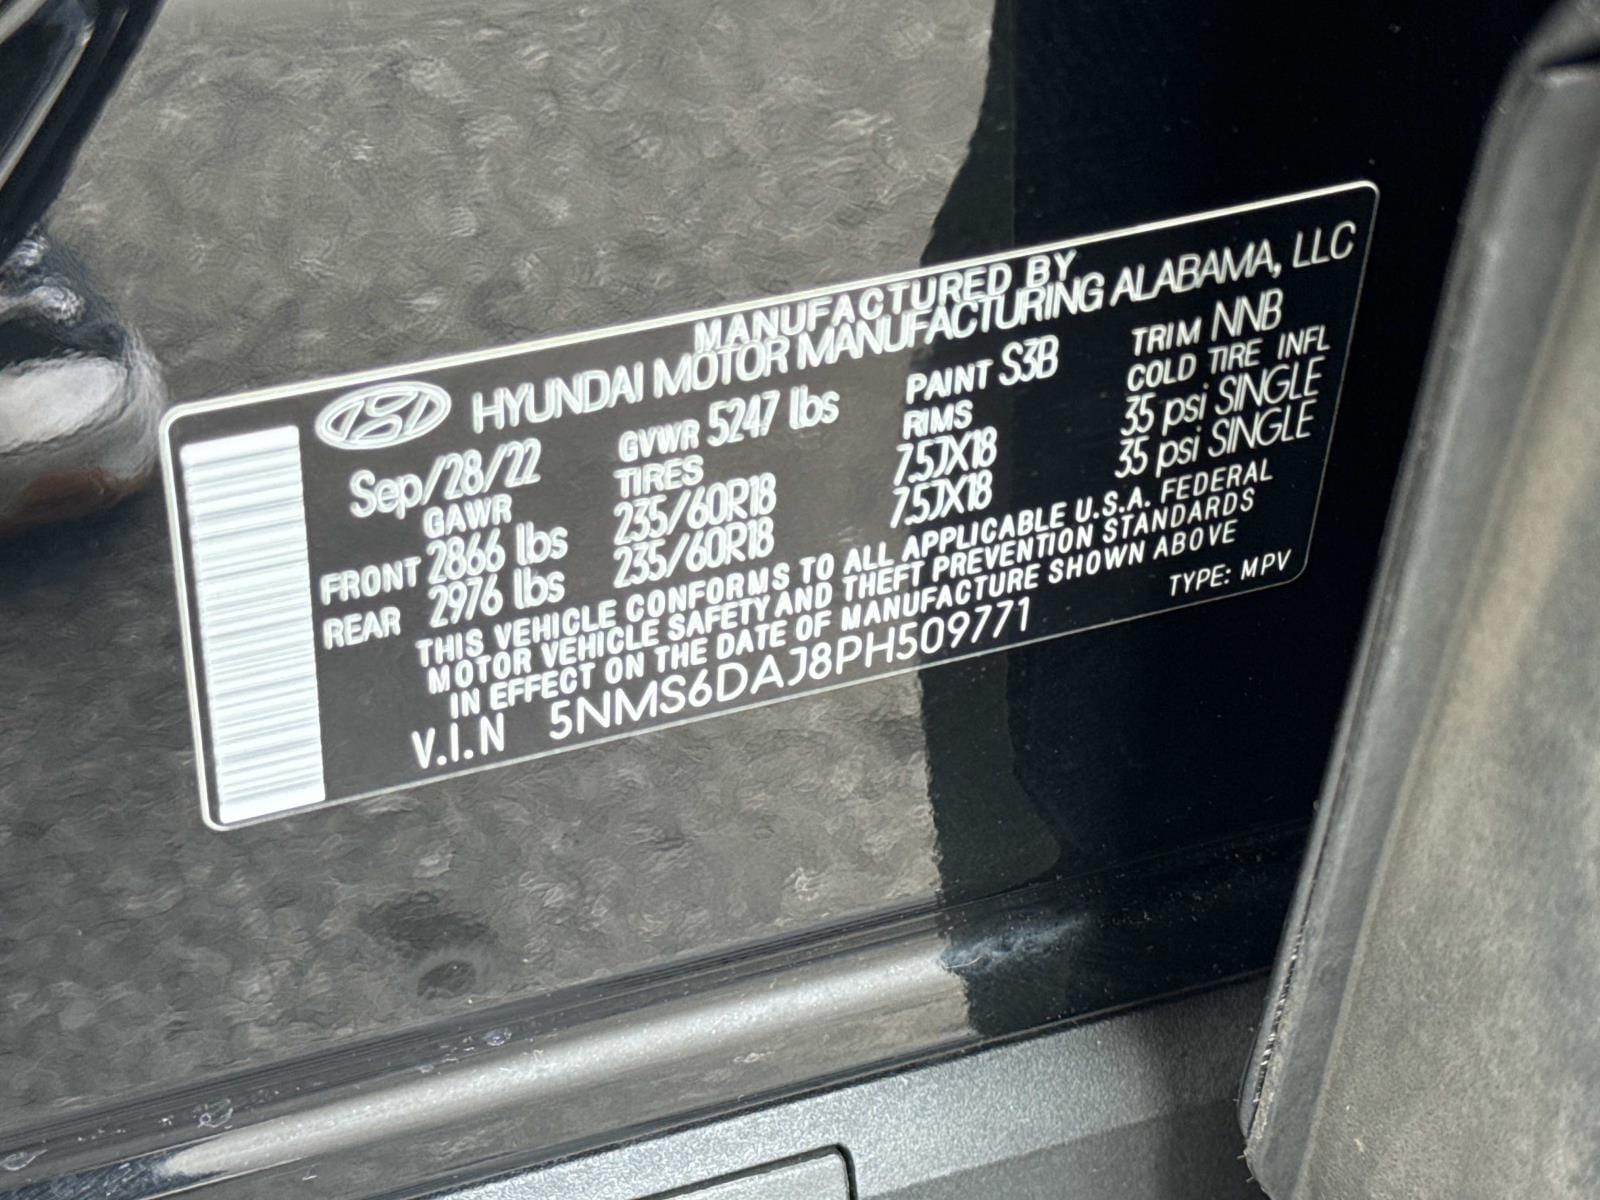 MANUFACTURED BY
HYUNDAI MOTOR MANUFACTURING ALABAMA, LLC
Sep/28/22 GVWR 5247 lbs PAINT S3B TRIM NNB
GAWR TIRES RIMS COLD TIRE INFL
FRONT 2866 lbs 235/60R18 7.5JX18 35 psi SINGLE
REAR 2976 lbs 235/60R18 7.5JX18 35 psi SINGLE
THIS VEHICLE CONFORMS TO ALL APPLICABLE U.S.A. FEDERAL
MOTOR VEHICLE SAFETY AND THEFT PREVENTION STANDARDS
IN EFFECT ON THE DATE OF MANUFACTURE SHOWN ABOVE
V.I.N 5NMS6DAJ8PH509771 TYPE: MPV